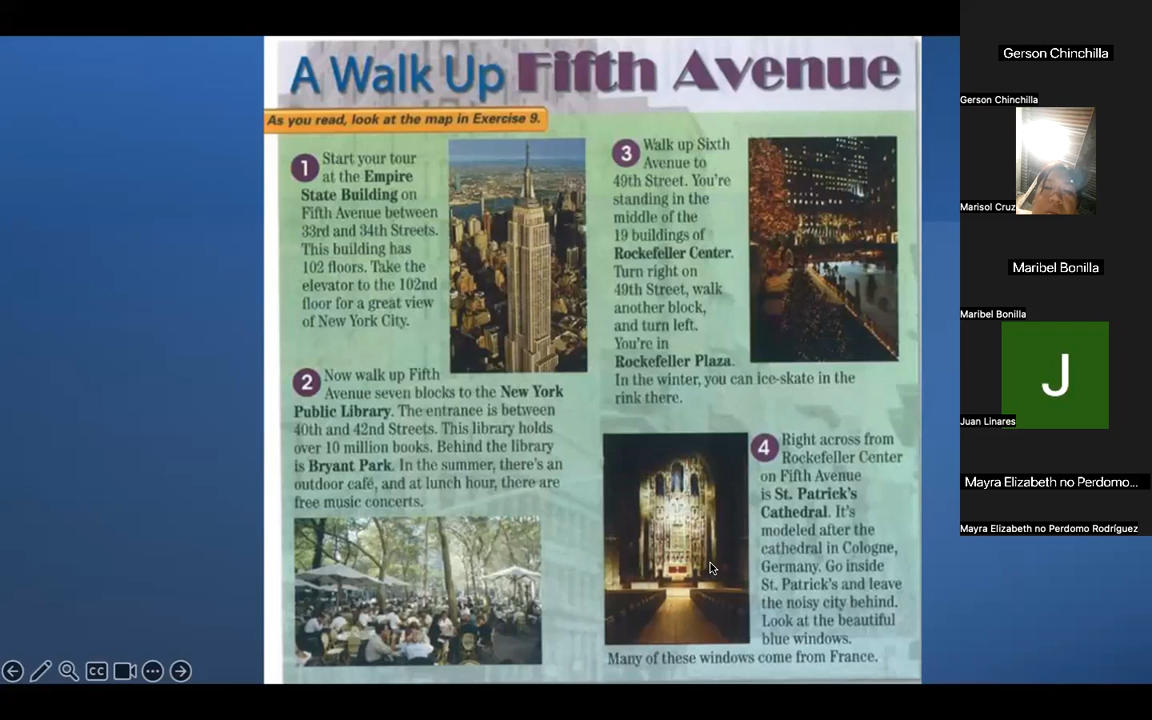 A Walk Up Fifth Avenue
As you read, look at the map in Exercise 9.
1 Start your tour
at the Empire
State Building on
Fifth Avenue between
33rd and 34th Streets.
This building has
102 floors. Take the
elevator to the 102nd
floor for a great view
of New York City.
2 Now walk up Fifth
Avenue seven blocks to the New York
Public Library. The entrance is between
40th and 42nd Streets. This library holds
over 10 million books. Behind the library
is Bryant Park. In the summer, there's an
outdoor café, and at lunch hour, there are
free music concerts.
3 Walk up Sixth
Avenue to
49th Street. You're
standing in the
middle of the
19 buildings of
Rockefeller Center.
Turn right on
49th Street, walk
another block,
and turn left.
You're in
Rockefeller Plaza.
In the winter, you can ice-skate in the
rink there.
4 Right across from
Rockefeller Center
on Fifth Avenue
is St. Patrick's
Cathedral. It's
modeled after the
cathedral in Cologne,
Germany. Go inside
St. Patrick's and leave
the noisy city behind.
Look at the beautiful
blue windows.
Many of these windows come from France.
CC
Gerson Chinchilla
Gerson Chinchilla
Marisol Cruz
Maribel Bonilla
Maribel Bonilla
J
Juan Linares
Mayra Elizabeth no Perdomo...
Mayra Elizabeth no Perdomo Rodríguez